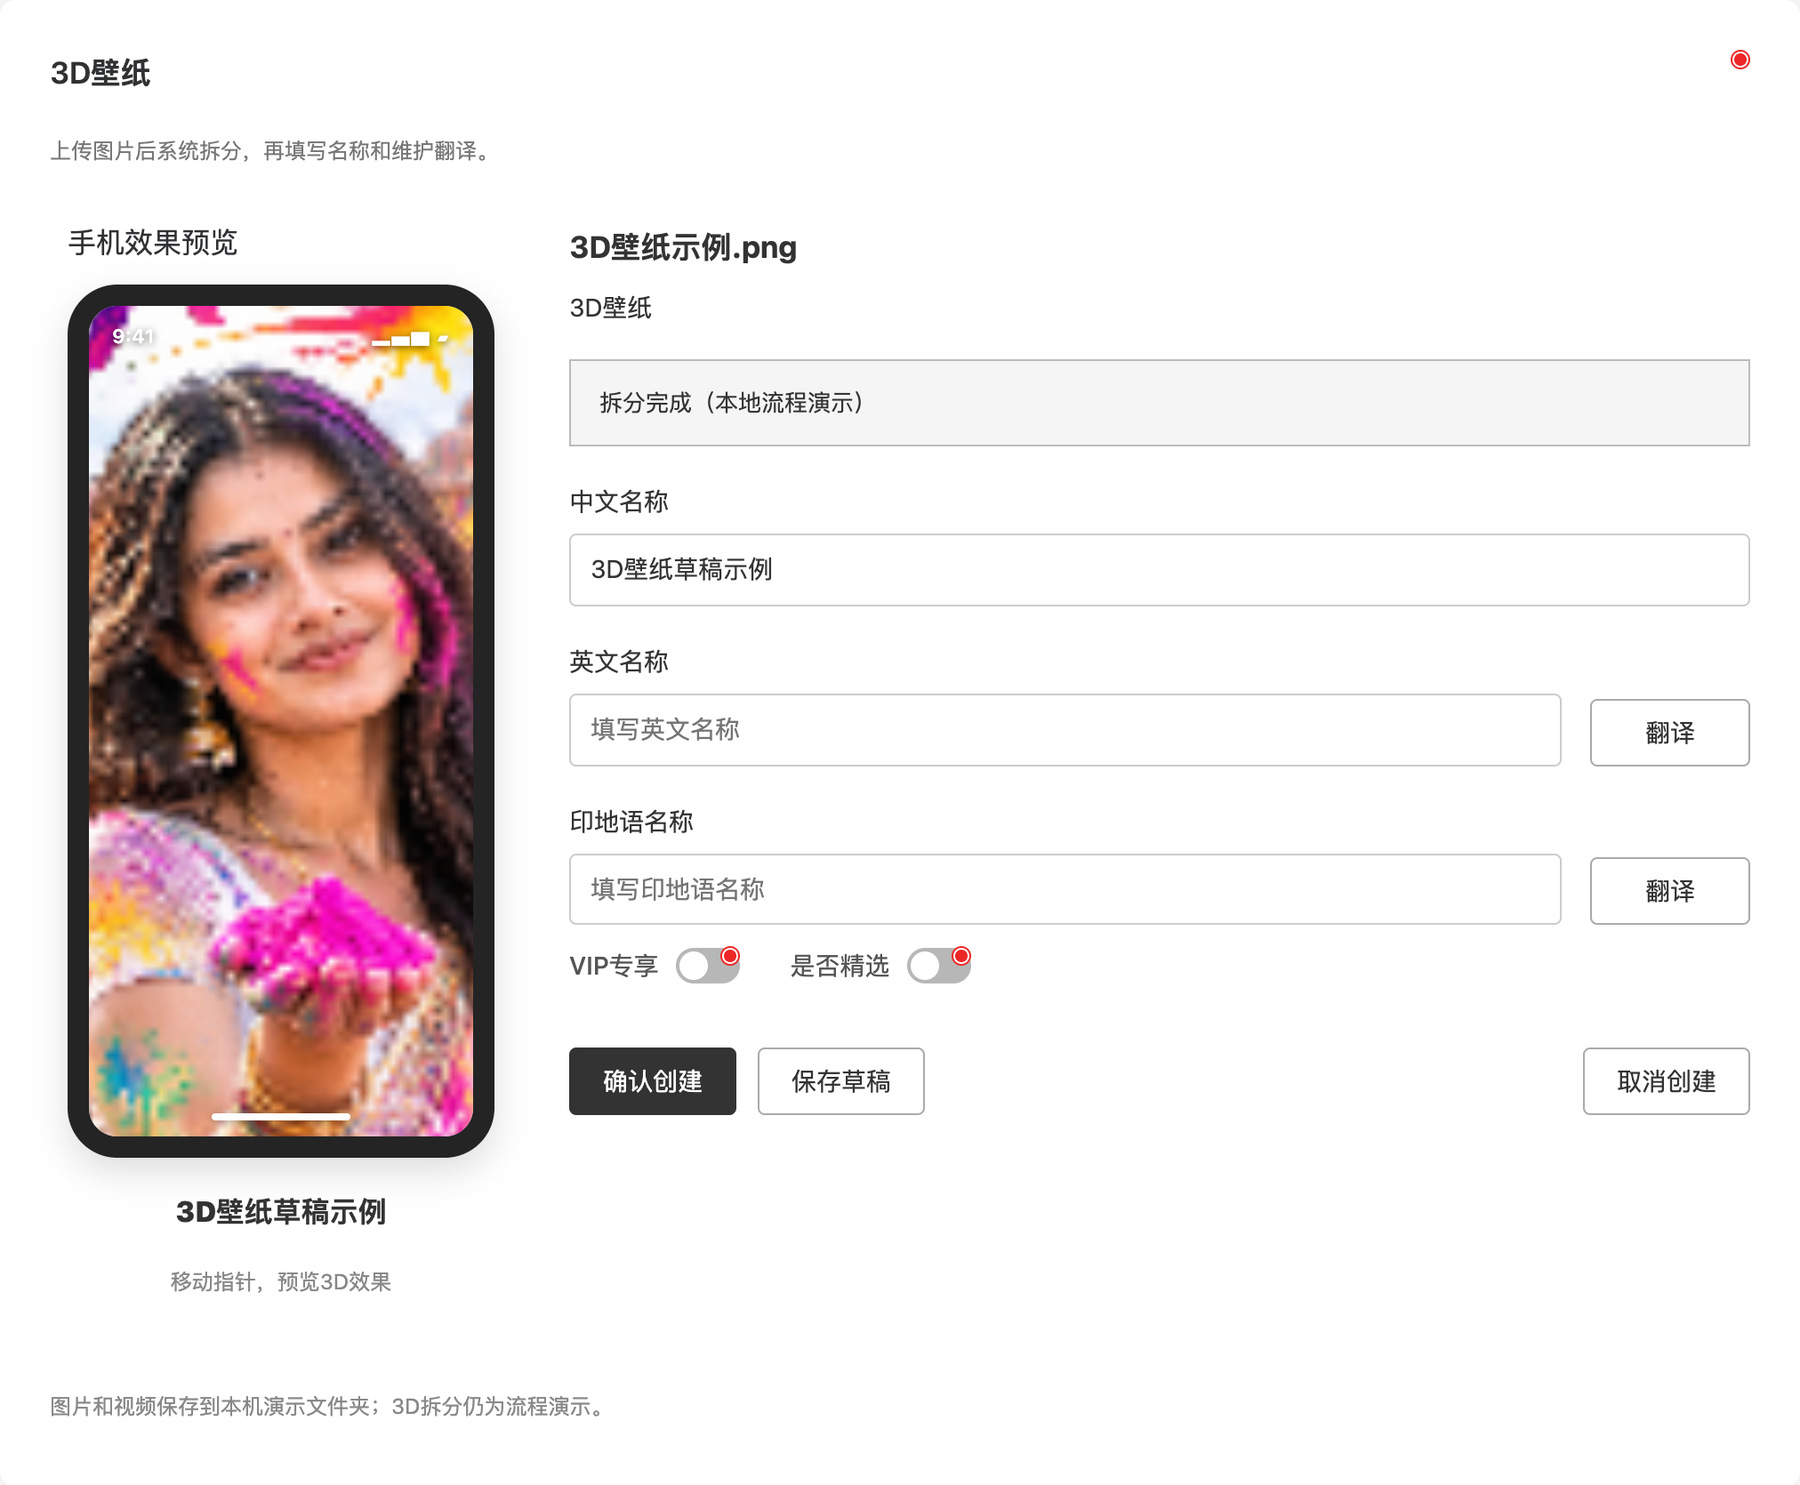 3D壁纸
上传图片后系统拆分，再填写名称和维护翻译。
手机效果预览
9:41
3D壁纸草稿示例
移动指针，预览3D效果
3D壁纸示例.png
3D壁纸
拆分完成（本地流程演示）
中文名称
3D壁纸草稿示例
英文名称
填写英文名称
翻译
印地语名称
填写印地语名称
翻译
VIP专享
是否精选
确认创建
保存草稿
取消创建
图片和视频保存到本机演示文件夹；3D拆分仍为流程演示。